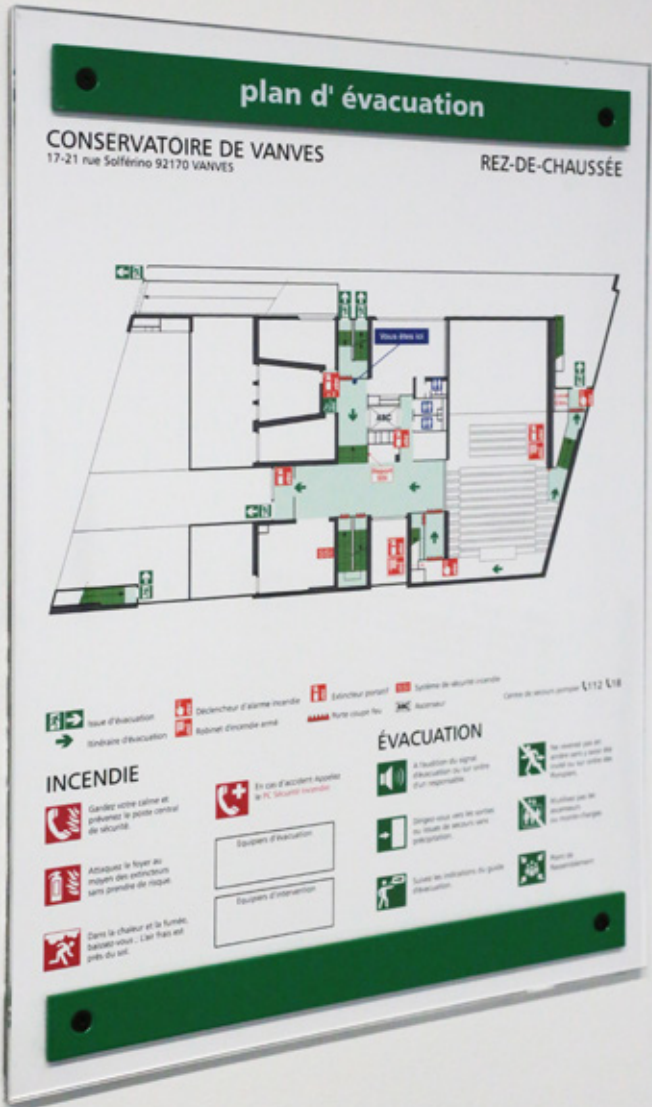 plan d' évacuation
CONSERVATOIRE DE VANVES
17-21 rue Solférino 92170 VANVES
REZ-DE-CHAUSSÉE
Vous êtes ici
ASC
Issue d'évacuation
Itinéraire d'évacuation
Déclencheur d'alarme incendie
Robinet d'incendie armé
Extincteur portatif
Porte coupe feu
Système de sécurité incendie
Ascenseur
Centre de secours pompier 112 18
INCENDIE
Gardez votre calme et
prévenez le poste central
de sécurité.
Attaquez le foyer au
moyen des extincteurs
sans prendre de risque.
Dans la chaleur et la fumée,
baissez-vous : L'air frais est
près du sol.
En cas d'accident Appelez
le PC Sécurité Incendie
Equipiers d'évacuation
Equipiers d'intervention
ÉVACUATION
A l'audition du signal
d'évacuation ou sur ordre
d'un responsable.
Dirigez-vous vers les sorties
ou issues de secours sans
précipitation.
Suivez les indications du guide
d'évacuation.
Ne revenez pas en
arrière sans y avoir été
invité ou sur ordre des
Pompiers.
N'utilisez pas les
ascenseurs
ou monte-charges.
Point de
Rassemblement